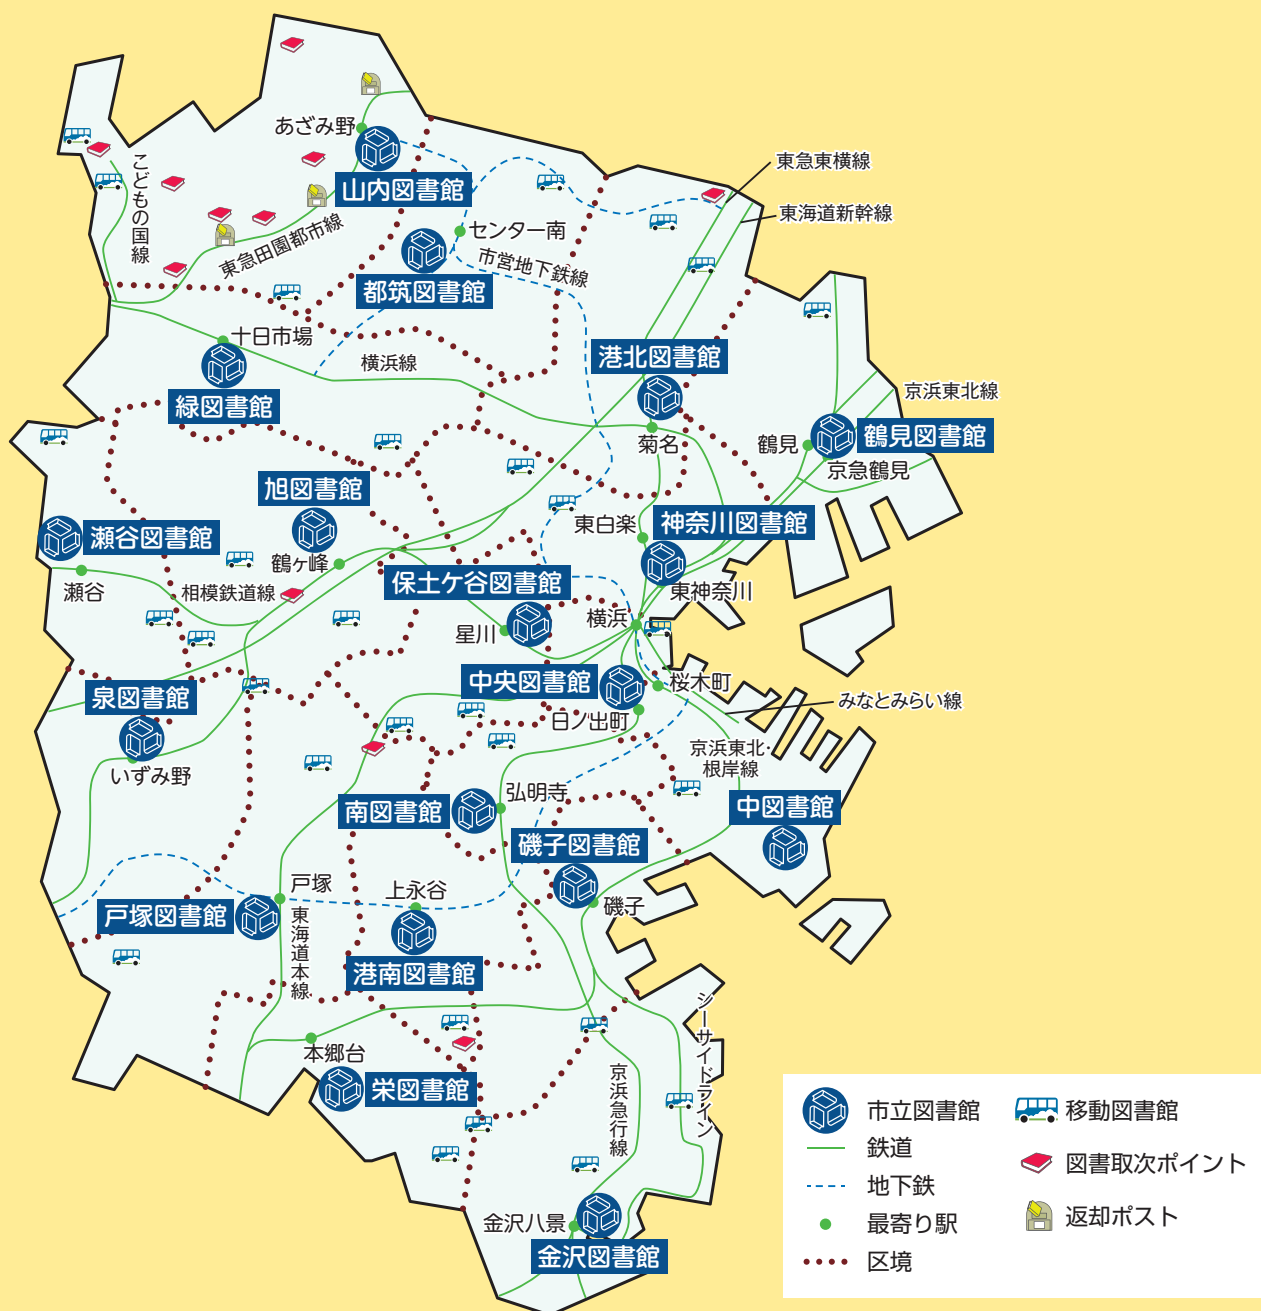 あざみ野
山内図書館
こどもの国線
東急田園都市線
東急東横線
東海道新幹線
センター南
市営地下鉄線
都筑図書館
十日市場
横浜線
緑図書館
港北図書館
菊名
京浜東北線
鶴見
鶴見図書館
京急鶴見
旭図書館
鶴ヶ峰
瀬谷図書館
瀬谷
相模鉄道線
東白楽
神奈川図書館
東神奈川
保土ケ谷図書館
星川
横浜
中央図書館
桜木町
日ノ出町
みなとみらい線
泉図書館
いずみ野
京浜東北・
根岸線
弘明寺
南図書館
中図書館
磯子図書館
磯子
戸塚
戸塚図書館
東海道本線
上永谷
港南図書館
シーサイドライン
本郷台
栄図書館
京浜急行線
金沢八景
金沢図書館
市立図書館
鉄道
地下鉄
最寄り駅
区境
移動図書館
図書取次ポイント
返却ポスト